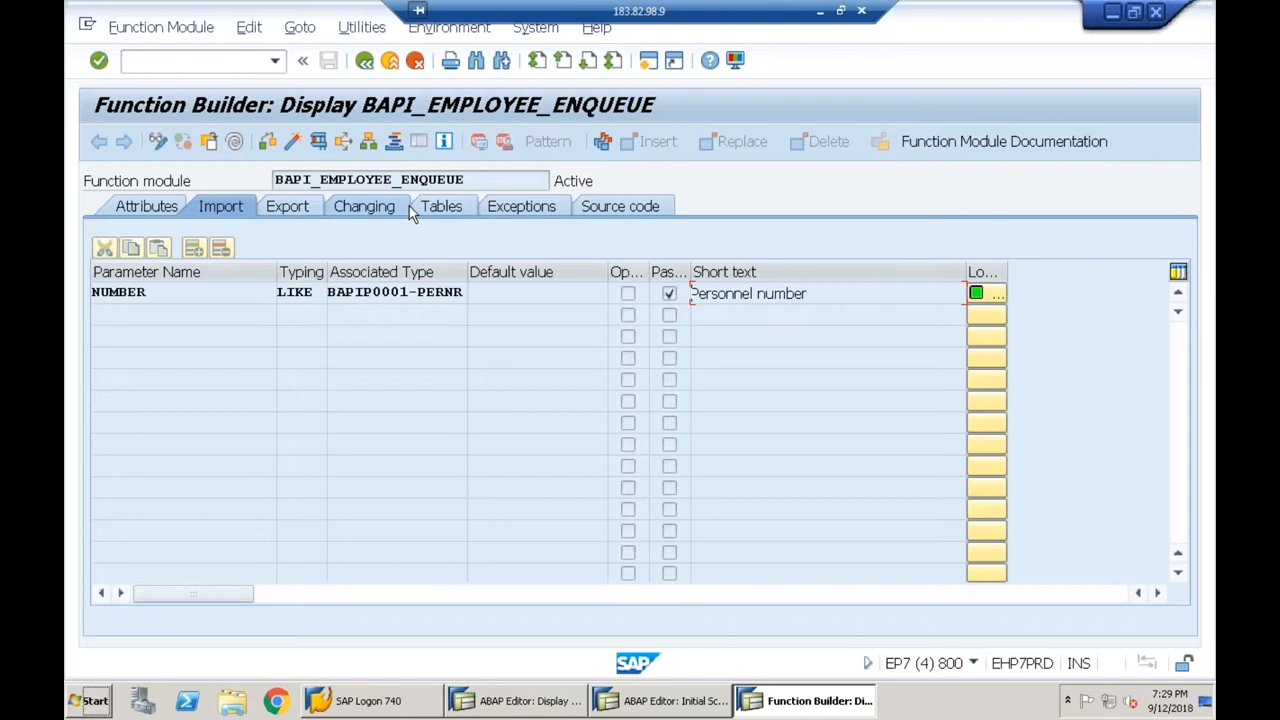 183.82.98.9
Function Module Edit Goto Utilities Environment System Help
Function Builder: Display BAPI_EMPLOYEE_ENQUEUE
Pattern Insert Replace Delete Function Module Documentation
Function module BAPI_EMPLOYEE_ENQUEUE Active
Attributes Import Export Changing Tables Exceptions Source code
Parameter Name Typing Associated Type Default value Op... Pas... Short text Lo...
NUMBER LIKE BAPIP0001-PERNR Personnel number ...
SAP EP7 (4) 800 EHP7PRD INS
Start SAP Logon 740 ABAP Editor: Display ... ABAP Editor: Initial Sc... Function Builder: Di... 7:29 PM
9/12/2018